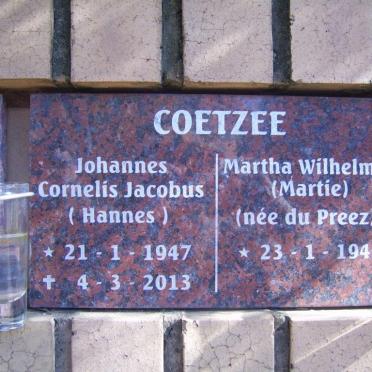 COETZEE
Johannes
Cornelis Jacobus
( Hannes )
★ 21 - 1 - 1947
✝ 4 - 3 - 2013
Martha Wilhelm
(Martie)
(née du Preez
★ 23 - 1 - 194